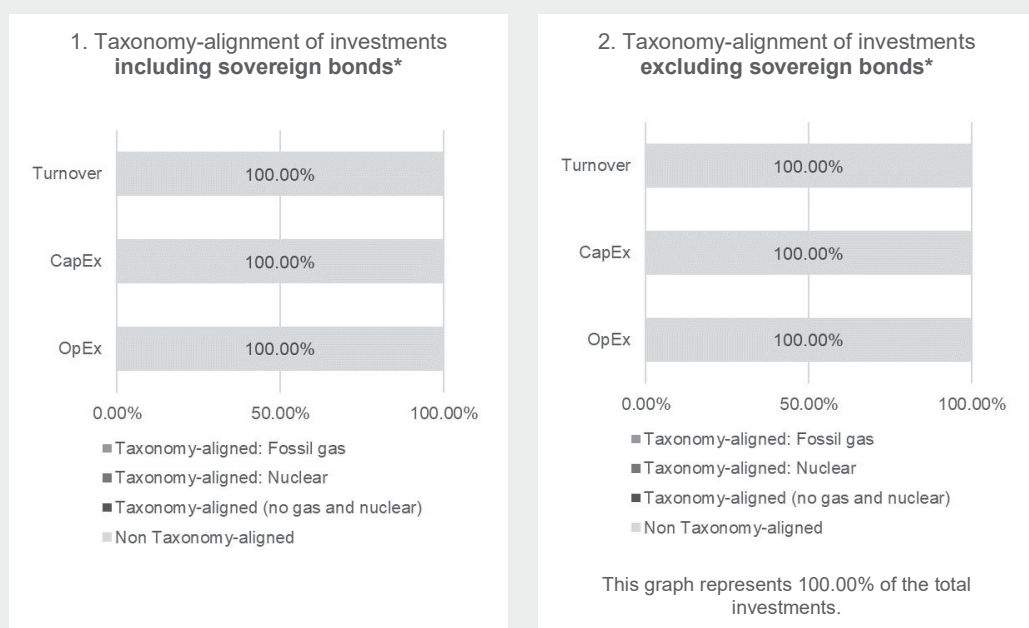 1. Taxonomy-alignment of investments
including sovereign bonds*
Turnover
100.00%
CapEx
100.00%
OpEx
100.00%
0.00%
50.00%
100.00%
Taxonomy-aligned: Fossil gas
Taxonomy-aligned: Nuclear
Taxonomy-aligned (no gas and nuclear)
Non Taxonomy-aligned
2. Taxonomy-alignment of investments
excluding sovereign bonds*
Turnover
100.00%
CapEx
100.00%
OpEx
100.00%
0.00%
50.00%
100.00%
Taxonomy-aligned: Fossil gas
Taxonomy-aligned: Nuclear
Taxonomy-aligned (no gas and nuclear)
Non Taxonomy-aligned
This graph represents 100.00% of the total
investments.